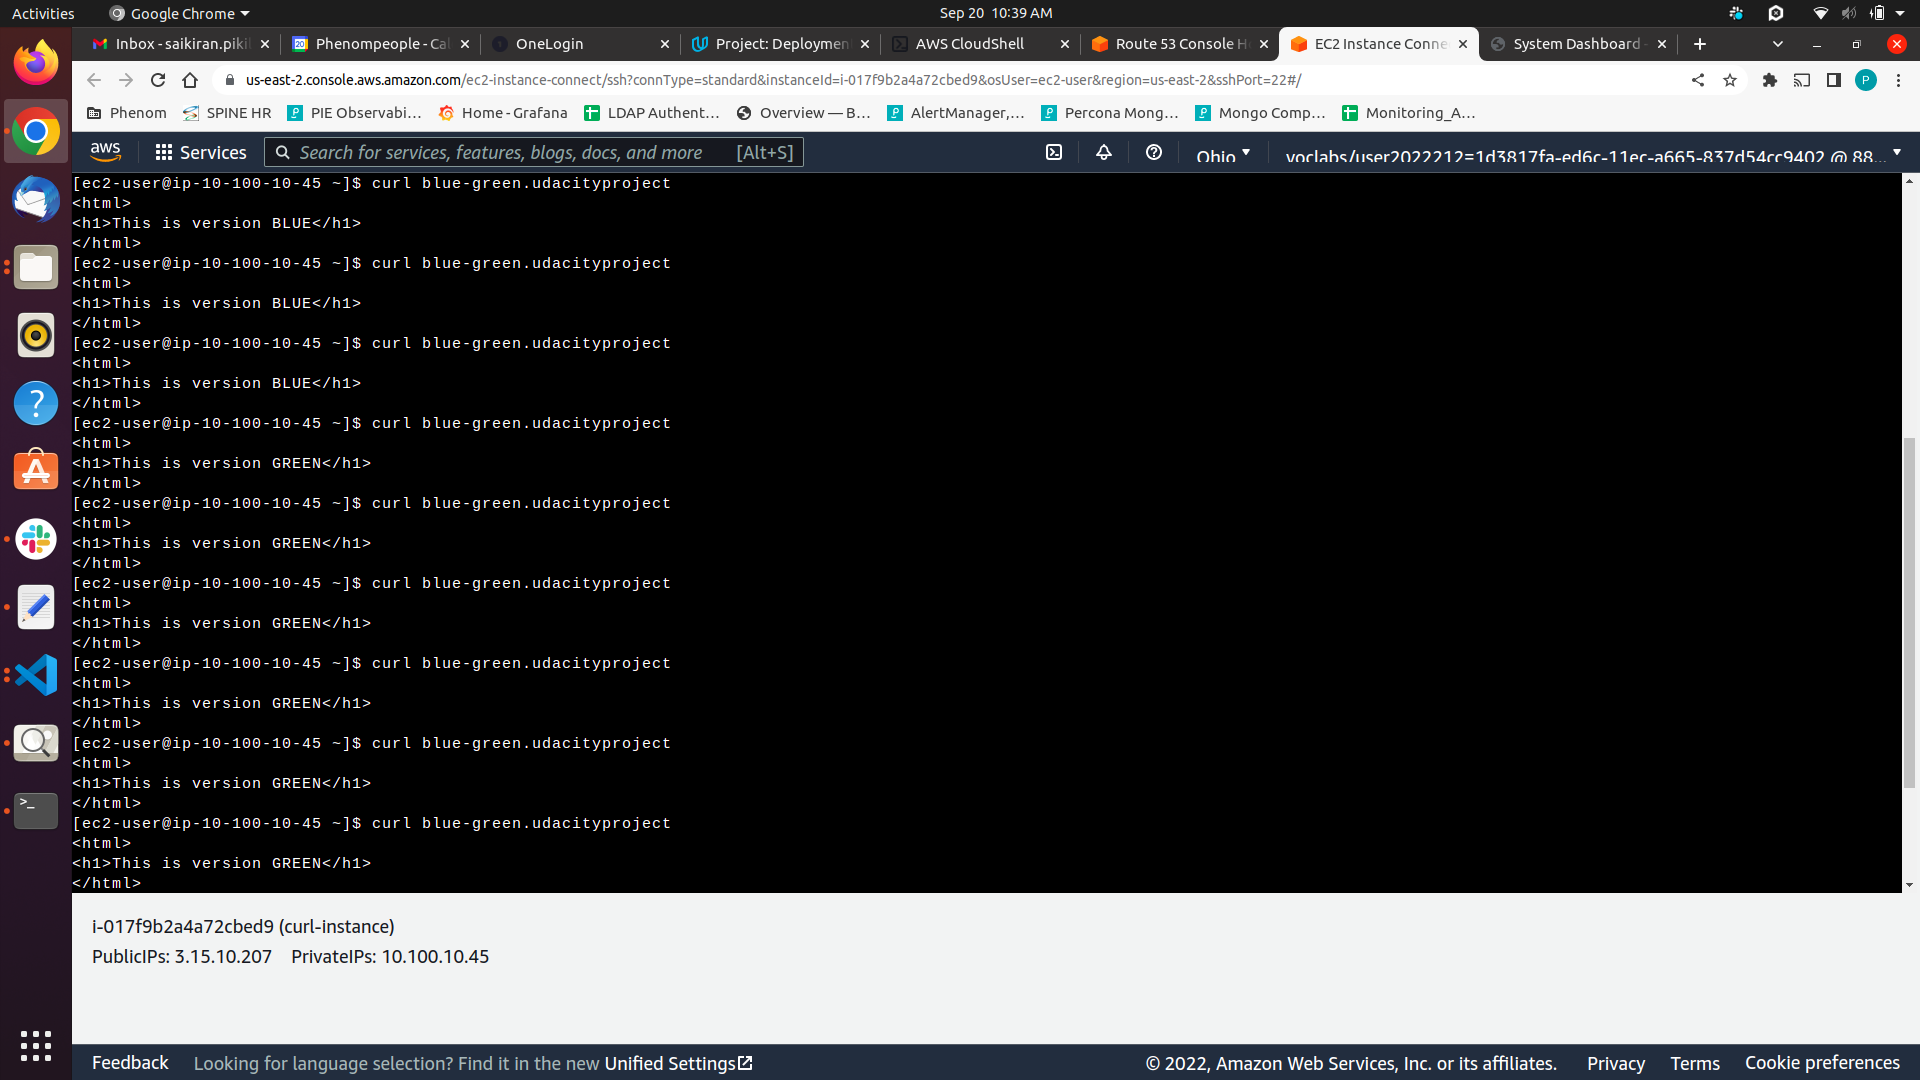 Activities Google Chrome Sep 20 10:39 AM
Inbox - saikiran.piki Phenompeople - Cal OneLogin Project: Deploymen AWS CloudShell Route 53 Console H EC2 Instance Conne System Dashboard -
us-east-2.console.aws.amazon.com/ec2-instance-connect/ssh?connType=standard&instanceId=i-017f9b2a4a72cbed9&osUser=ec2-user&region=us-east-2&sshPort=22#/ P
Phenom SPINE HR PIE Observabi... Home - Grafana LDAP Authent... Overview — B... AlertManager,... Percona Mong... Mongo Comp... Monitoring_A...
aws Services Search for services, features, blogs, docs, and more [Alt+S] Ohio voclabs/user2022212=1d3817fa-ed6c-11ec-a665-837d54cc9402 @ 88...
[ec2-user@ip-10-100-10-45 ~]$ curl blue-green.udacityproject
<html>
<h1>This is version BLUE</h1>
</html>
[ec2-user@ip-10-100-10-45 ~]$ curl blue-green.udacityproject
<html>
<h1>This is version BLUE</h1>
</html>
[ec2-user@ip-10-100-10-45 ~]$ curl blue-green.udacityproject
<html>
<h1>This is version BLUE</h1>
</html>
[ec2-user@ip-10-100-10-45 ~]$ curl blue-green.udacityproject
<html>
<h1>This is version GREEN</h1>
</html>
[ec2-user@ip-10-100-10-45 ~]$ curl blue-green.udacityproject
<html>
<h1>This is version GREEN</h1>
</html>
[ec2-user@ip-10-100-10-45 ~]$ curl blue-green.udacityproject
<html>
<h1>This is version GREEN</h1>
</html>
[ec2-user@ip-10-100-10-45 ~]$ curl blue-green.udacityproject
<html>
<h1>This is version GREEN</h1>
</html>
[ec2-user@ip-10-100-10-45 ~]$ curl blue-green.udacityproject
<html>
<h1>This is version GREEN</h1>
</html>
[ec2-user@ip-10-100-10-45 ~]$ curl blue-green.udacityproject
<html>
<h1>This is version GREEN</h1>
</html>
i-017f9b2a4a72cbed9 (curl-instance)
PublicIPs: 3.15.10.207 PrivateIPs: 10.100.10.45
Feedback Looking for language selection? Find it in the new Unified Settings © 2022, Amazon Web Services, Inc. or its affiliates. Privacy Terms Cookie preferences